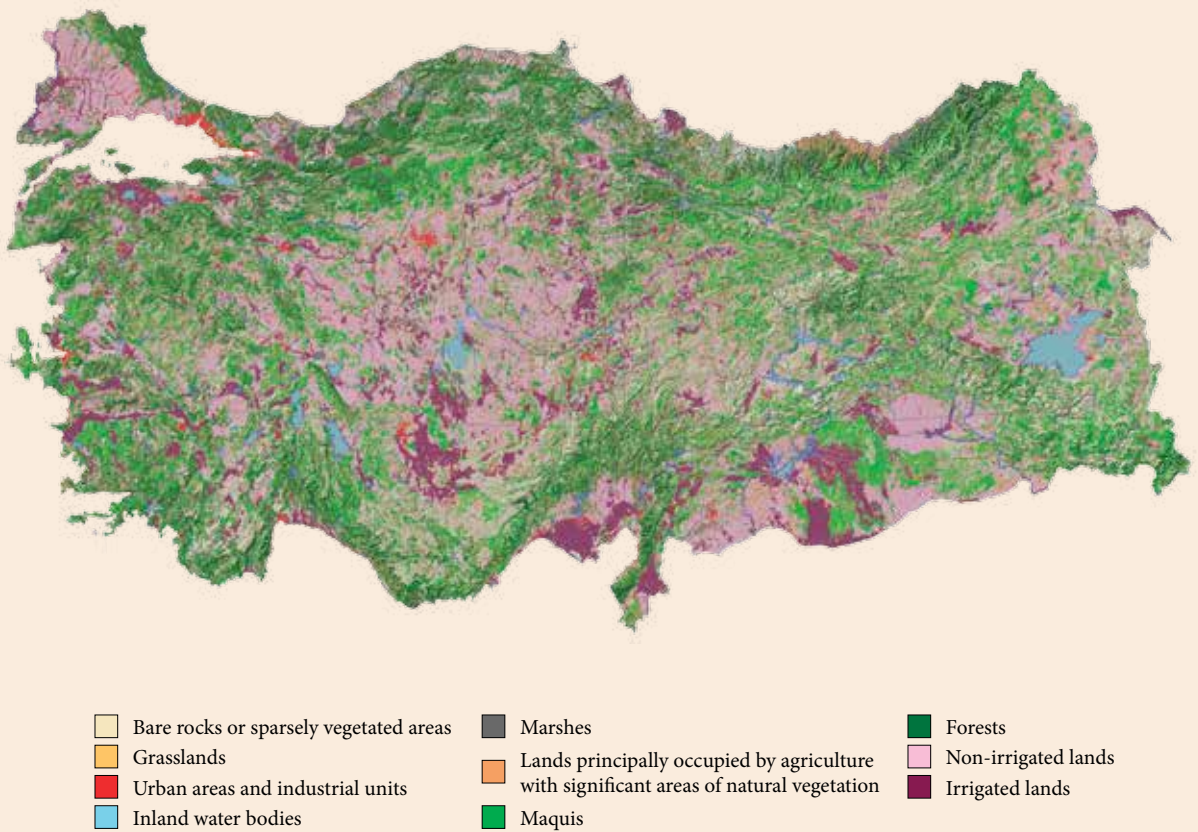 Bare rocks or sparsely vegetated areas
Grasslands
Urban areas and industrial units
Inland water bodies
Marshes
Lands principally occupied by agriculture
with significant areas of natural vegetation
Maquis
Forests
Non-irrigated lands
Irrigated lands